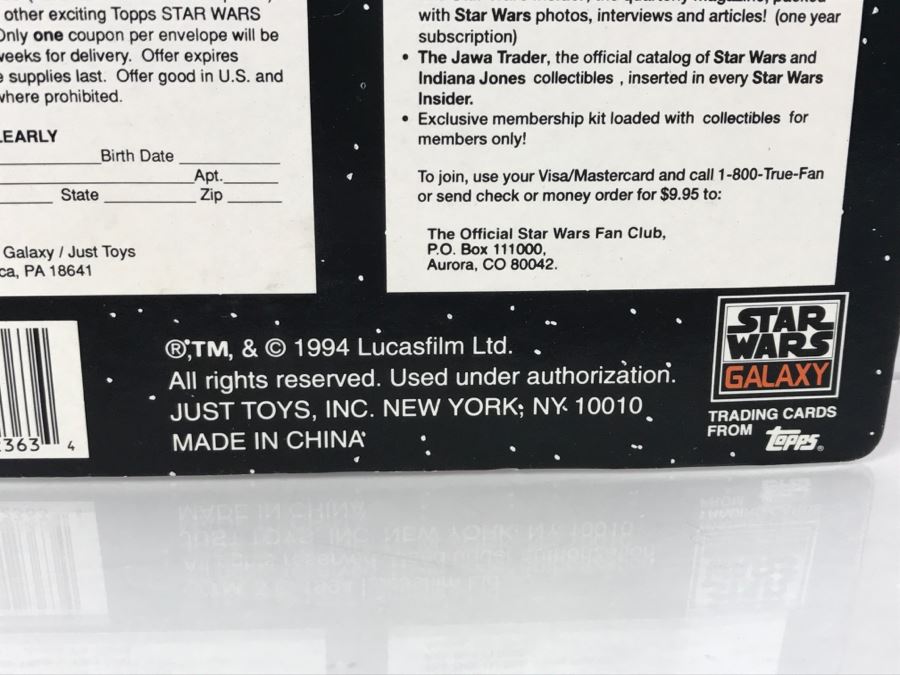 other exciting Topps STAR WARS
Only one coupon per envelope will be
weeks for delivery. Offer expires
supplies last. Offer good in U.S. and
where prohibited.
Birth Date
Apt.
State Zip
Galaxy / Just Toys
PA 18641
363 4
with Star Wars photos, interviews and articles! (one year
subscription)
• The Jawa Trader, the official catalog of Star Wars and
Indiana Jones collectibles , inserted in every Star Wars
Insider.
• Exclusive membership kit loaded with collectibles for
members only!
To join, use your Visa/Mastercard and call 1-800-True-Fan
or send check or money order for $9.95 to:
The Official Star Wars Fan Club,
P.O. Box 111000,
Aurora, CO 80042.
®,TM, & © 1994 Lucasfilm Ltd.
All rights reserved. Used under authorization.
JUST TOYS, INC. NEW YORK, NY 10010
MADE IN CHINA
STAR
WARS
GALAXY
TRADING CARDS
FROM Topps®